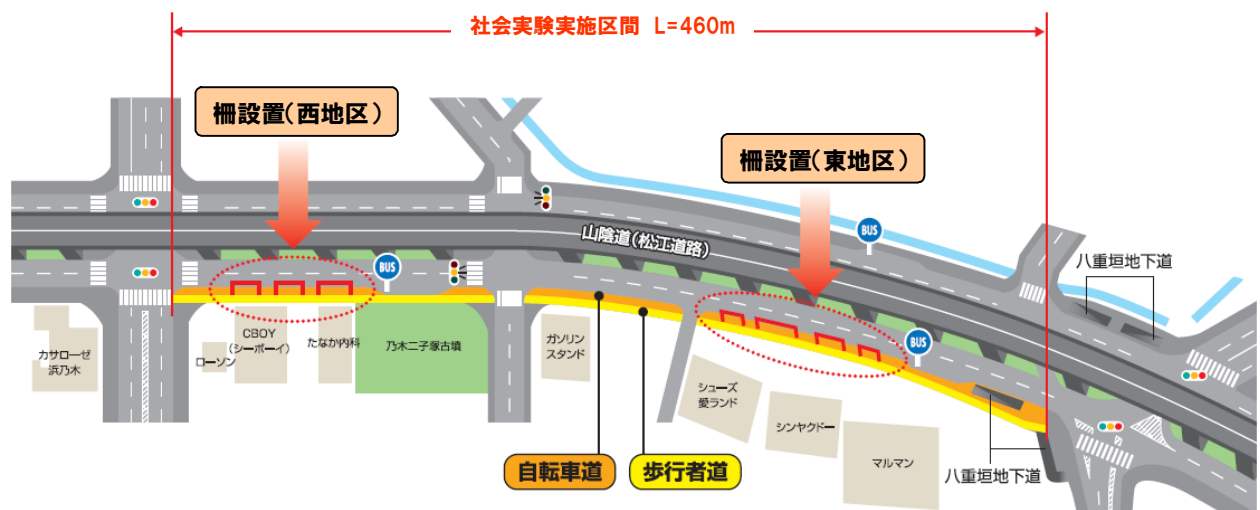 社会実験実施区間 L=460m
柵設置(西地区)
柵設置(東地区)
山陰道(松江道路)
BUS
BUS
BUS
八重垣地下道
カサローゼ
浜乃木
ローソン
CBOY
(シーボーイ)
たなか内科
乃木二子塚古墳
ガソリン
スタンド
シューズ
愛ランド
シンヤクドー
マルマン
八重垣地下道
自転車道
歩行者道